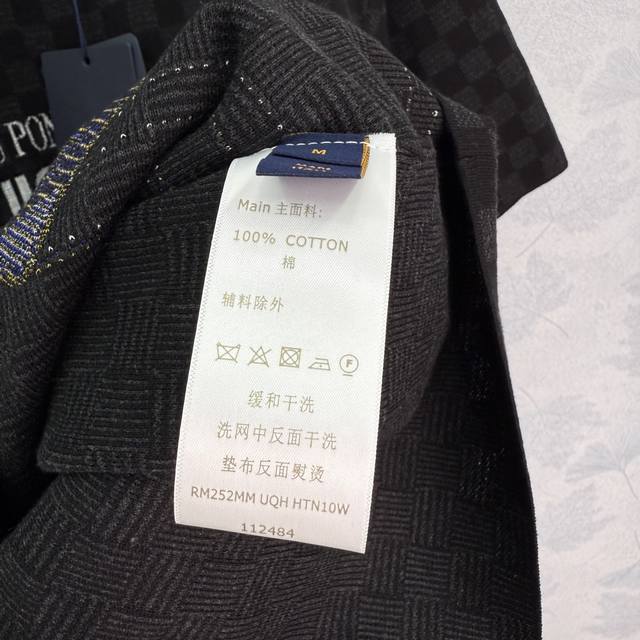 PON
M
Main 主面料:
100% COTTON
棉
辅料除外
F
缓和干洗
洗网中反面干洗
垫布反面熨烫
RM252MM UQH HTN10W
112484